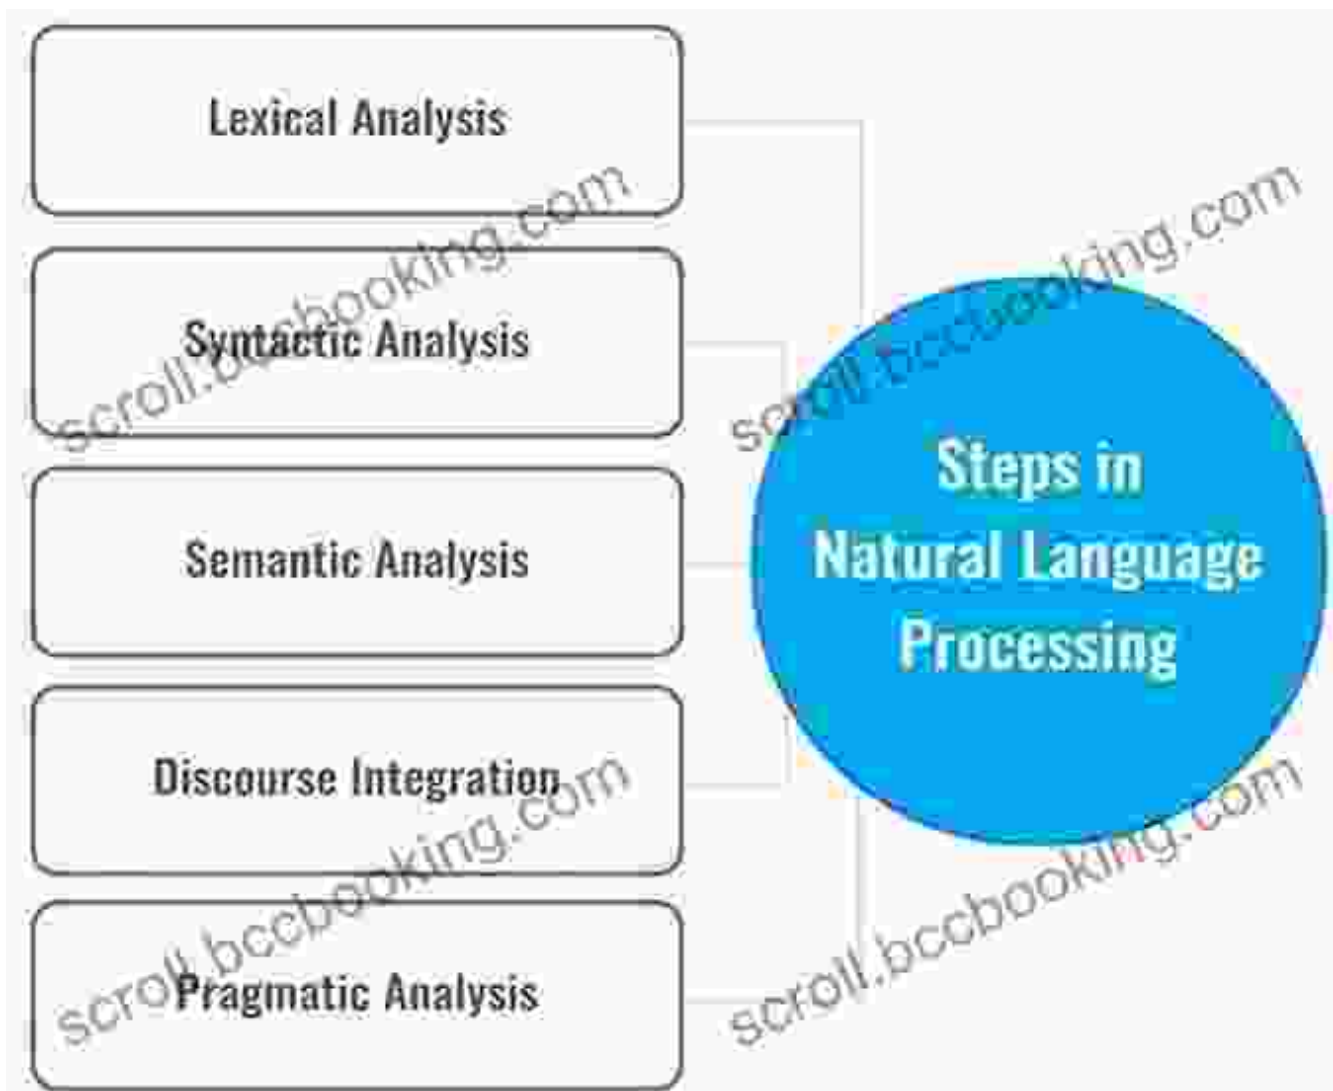 Lexical Analysis
Syntactic Analysis
Semantic Analysis
Discourse Integration
Pragmatic Analysis
Steps in
Natural Language
Processing
scroll.bccbooking.com
scroll.bccbooking.com
scroll.bccbooking.com
scroll.bccbooking.com